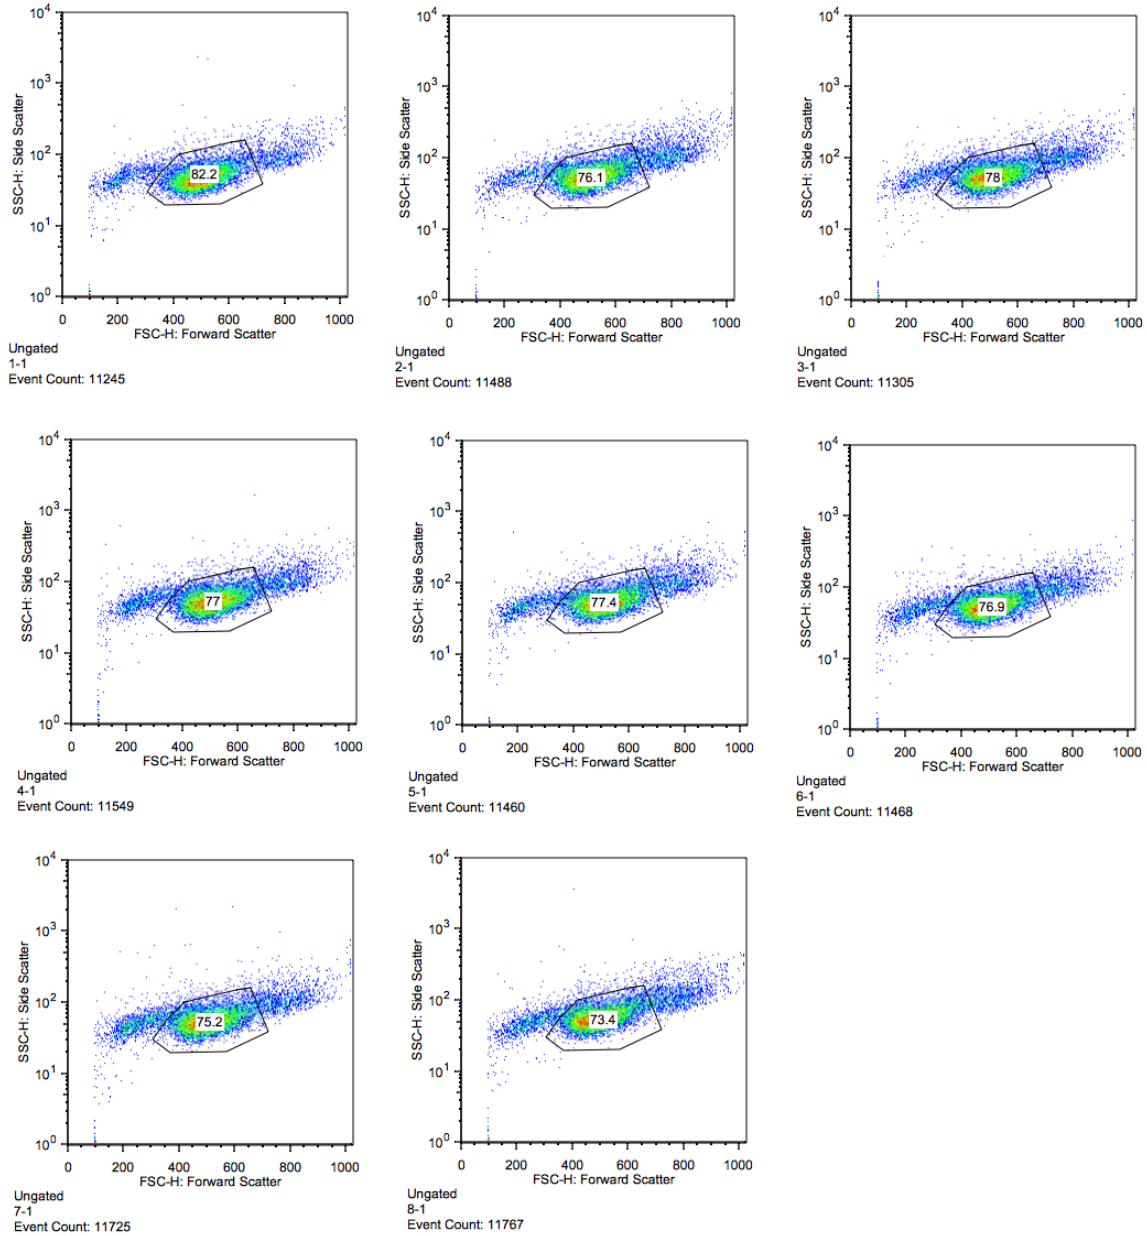 10^4
10^3
10^2
10^1
10^0
SSC-H: Side Scatter
82.2
0 200 400 600 800 1000
FSC-H: Forward Scatter
Ungated
1-1
Event Count: 11245
10^4
10^3
10^2
10^1
10^0
SSC-H: Side Scatter
76.1
0 200 400 600 800 1000
FSC-H: Forward Scatter
Ungated
2-1
Event Count: 11488
10^4
10^3
10^2
10^1
10^0
SSC-H: Side Scatter
78
0 200 400 600 800 1000
FSC-H: Forward Scatter
Ungated
3-1
Event Count: 11305
10^4
10^3
10^2
10^1
10^0
SSC-H: Side Scatter
77
0 200 400 600 800 1000
FSC-H: Forward Scatter
Ungated
4-1
Event Count: 11549
10^4
10^3
10^2
10^1
10^0
SSC-H: Side Scatter
77.4
0 200 400 600 800 1000
FSC-H: Forward Scatter
Ungated
5-1
Event Count: 11460
10^4
10^3
10^2
10^1
10^0
SSC-H: Side Scatter
76.9
0 200 400 600 800 1000
FSC-H: Forward Scatter
Ungated
6-1
Event Count: 11468
10^4
10^3
10^2
10^1
10^0
SSC-H: Side Scatter
75.2
0 200 400 600 800 1000
FSC-H: Forward Scatter
Ungated
7-1
Event Count: 11725
10^4
10^3
10^2
10^1
10^0
SSC-H: Side Scatter
73.4
0 200 400 600 800 1000
FSC-H: Forward Scatter
Ungated
8-1
Event Count: 11767